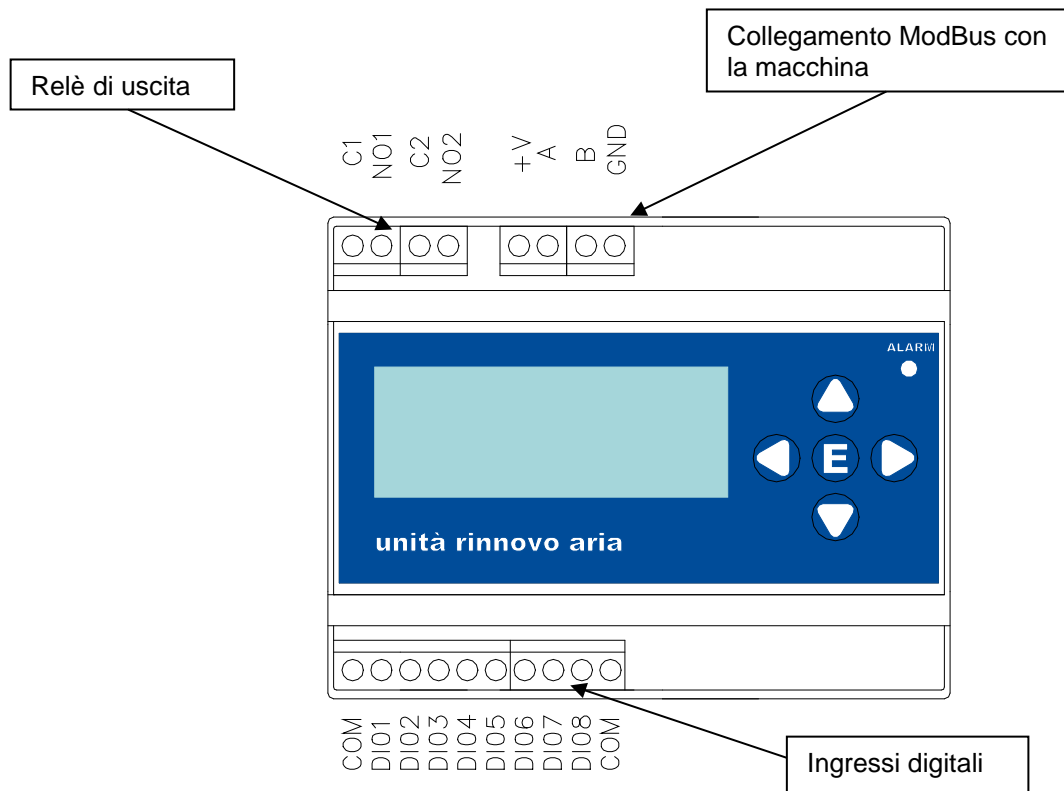 Collegamento ModBus con
la macchina
Relè di uscita
C1
NO1
C2
NO2
+V
A
B
GND
ALARM
E
unità rinnovo aria
COM
DI01
DI02
DI03
DI04
DI05
DI06
DI07
DI08
COM
Ingressi digitali